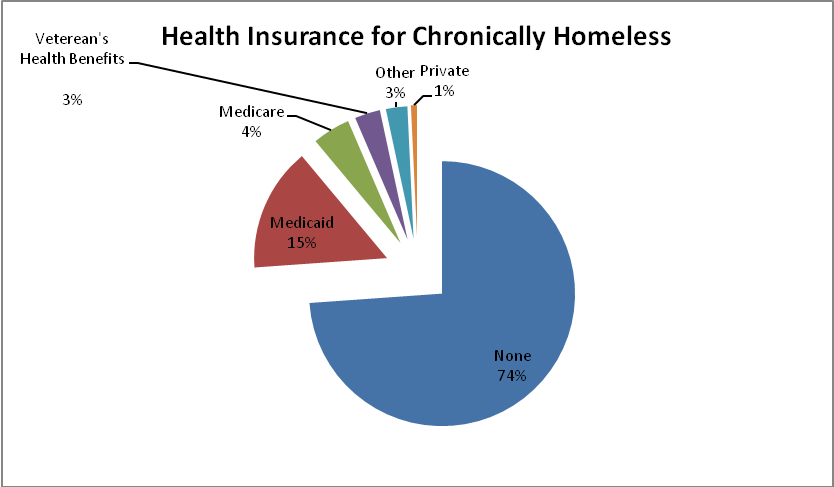 Health Insurance for Chronically Homeless
Veterean's
Health Benefits
3%
Medicare
4%
Other
3%
Private
1%
Medicaid
15%
None
74%